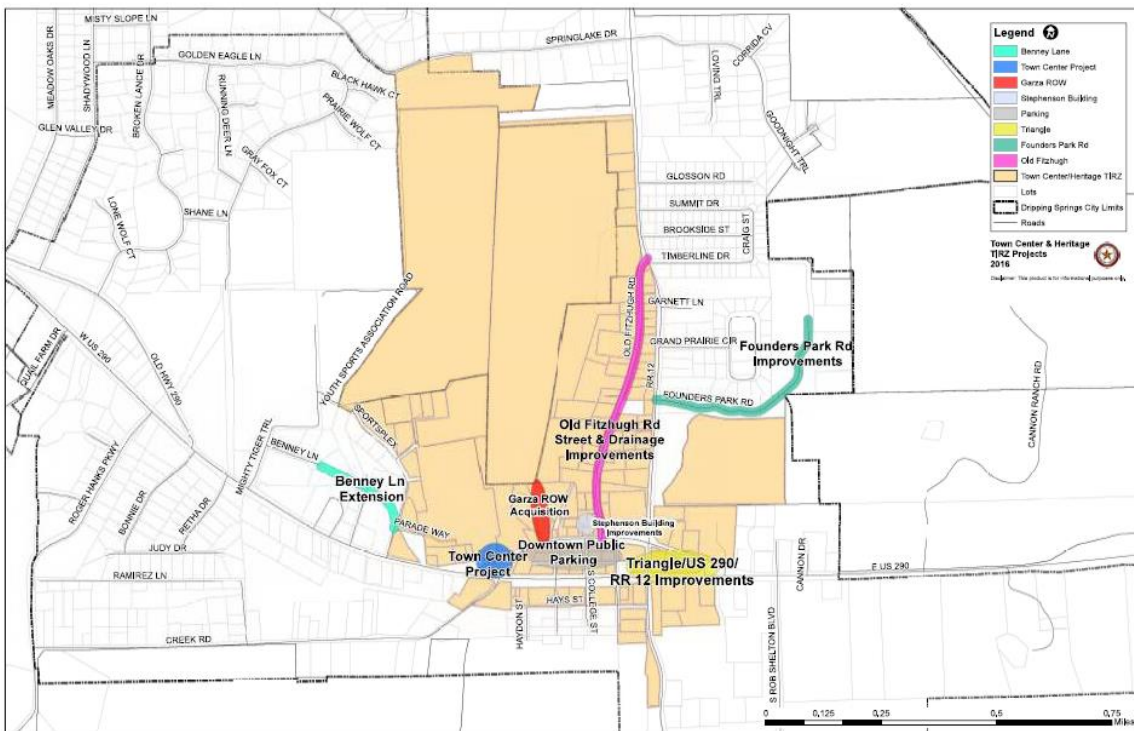 MISTY SLOPE LN
MEADOW OAKS DR
SHADYWOOD LN
BROKEN LANCE DR
GOLDEN EAGLE LN
RUNNING DEER LN
BLACK HAWK CT
PRAIRIE WOLF CT
GRAY FOX CT
GLEN VALLEY DR
LONE WOLF CT
SHANE LN
SPRINGLAKE DR
LOVING TRL
CORRIDA CV
GOODNIGHT TRL
GLOSSON RD
SUMMIT DR
BROOKSIDE ST
CRAIG ST
TIMBERLINE DR
OLD FITZHUGH RD
GARNETT LN
RR 12
GRAND PRAIRIE CIR
Founders Park Rd
Improvements
FOUNDERS PARK RD
CANNON RANCH RD
QUAIL FARM DR
W US 290
OLD HWY 290
YOUTH SPORTS ASSOCIATION ROAD
SPORTSPLEX
MIGHTY TIGER TRL
BENNEY LN
ROGER HANKS PKWY
BONNIE DR
RETHA DR
Benney Ln
Extension
PARADE WAY
JUDY DR
RAMIREZ LN
CREEK RD
Old Fitzhugh Rd
Street & Drainage
Improvements
Garza ROW
Acquisition
Stephenson Building
Improvements
Town Center
Project
Downtown Public
Parking
Triangle/US 290/
RR 12 Improvements
HAYDON ST
HAYS ST
S COLLEGE ST
CANNON DR
E US 290
S ROB SHELTON BLVD
Legend
Benney Lane
Town Center Project
Garza ROW
Stephenson Building
Parking
Triangle
Founders Park Rd
Old Fitzhugh
Town Center/Heritage TIRZ
Lots
Dripping Springs City Limits
Roads
Town Center & Heritage
TIRZ Projects
2016
Disclaimer: This product is for informational purposes only.
0 0.125 0.25 0.5 0.75
Miles